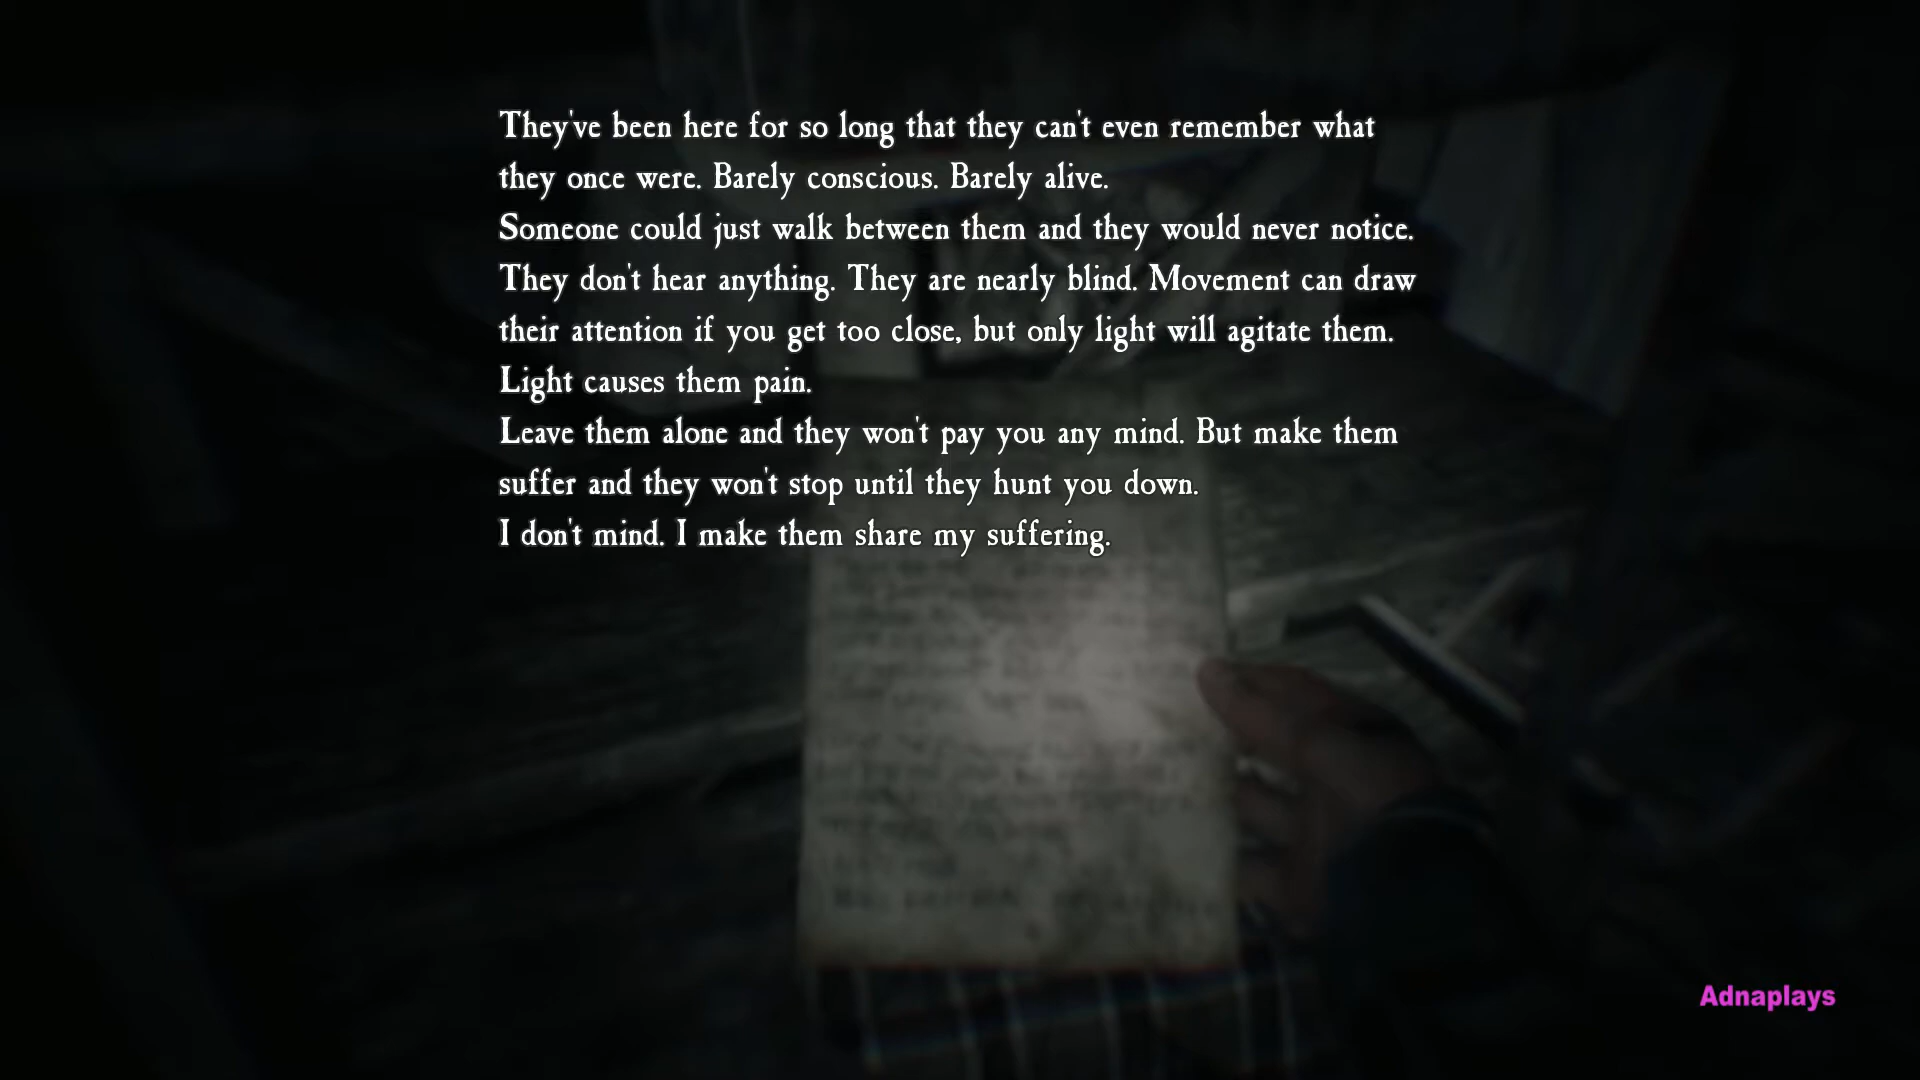 They've been here for so long that they can't even remember what
they once were. Barely conscious. Barely alive.
Someone could just walk between them and they would never notice.
They don't hear anything. They are nearly blind. Movement can draw
their attention if you get too close, but only light will agitate them.
Light causes them pain.
Leave them alone and they won't pay you any mind. But make them
suffer and they won't stop until they hunt you down.
I don't mind. I make them share my suffering.
Adnaplays